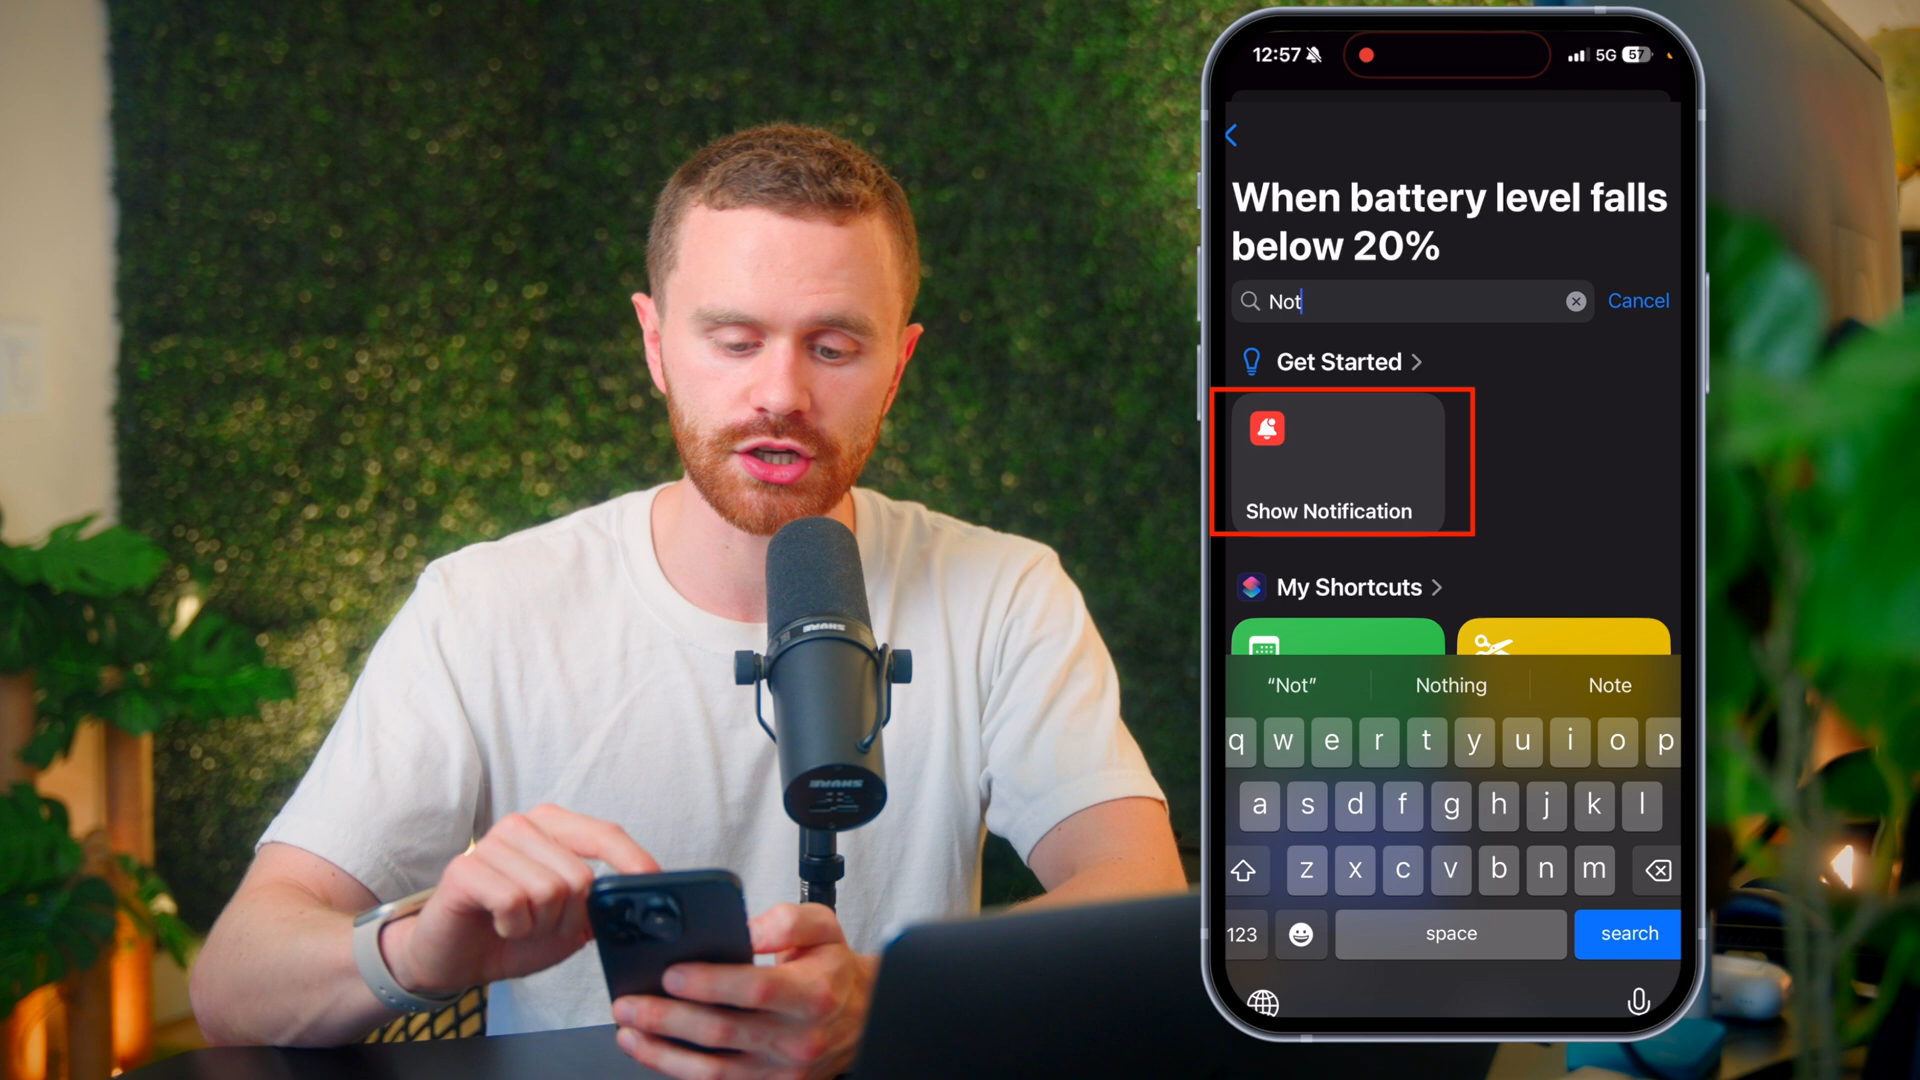 12:57
5G 57
When battery level falls
below 20%
Not
Cancel
Get Started
Show Notification
My Shortcuts
“Not” Nothing Note
q w e r t y u i o p
a s d f g h j k l
z x c v b n m
123 space search
SHURE
SHURE